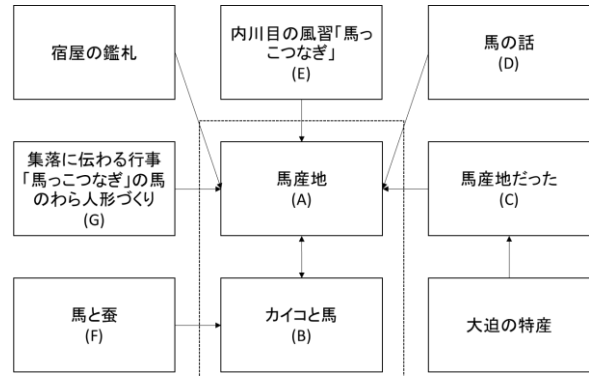 宿屋の鑑札
内川目の風習「馬っ
こつなぎ」
(E)
馬の話
(D)
集落に伝わる行事
「馬っこつなぎ」の馬
のわら人形づくり
(G)
馬産地
(A)
馬産地だった
(C)
馬と蚕
(F)
カイコと馬
(B)
大迫の特産